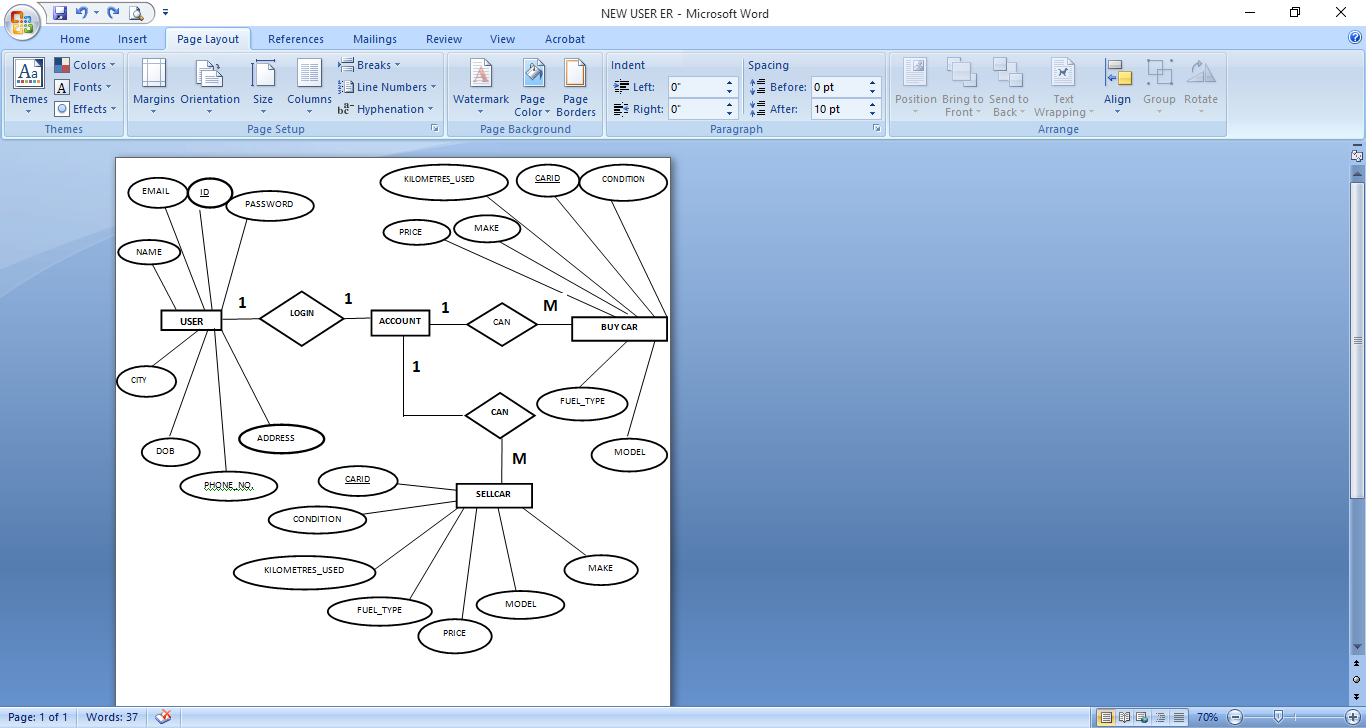 NEW USER ER - Microsoft Word
Home Insert Page Layout References Mailings Review View Acrobat
Aa
Themes
Colors
Fonts
Effects
Themes
Margins
Orientation
Size
Columns
Breaks
Line Numbers
Hyphenation
Page Setup
Watermark
Page Color
Page Borders
Page Background
Indent
Left: 0"
Right: 0"
Spacing
Before: 0 pt
After: 10 pt
Paragraph
Position
Bring to Front
Send to Back
Text Wrapping
Align
Group
Rotate
Arrange
EMAIL
ID
PASSWORD
NAME
KILOMETRES_USED
CARID
CONDITION
PRICE
MAKE
USER
1
LOGIN
1
ACCOUNT
1
CAN
M
BUY CAR
CITY
1
CAN
FUEL_TYPE
DOB
ADDRESS
MODEL
PHONE_NO.
M
CARID
SELLCAR
CONDITION
KILOMETRES_USED
MAKE
FUEL_TYPE
MODEL
PRICE
Page: 1 of 1
Words: 37
70%